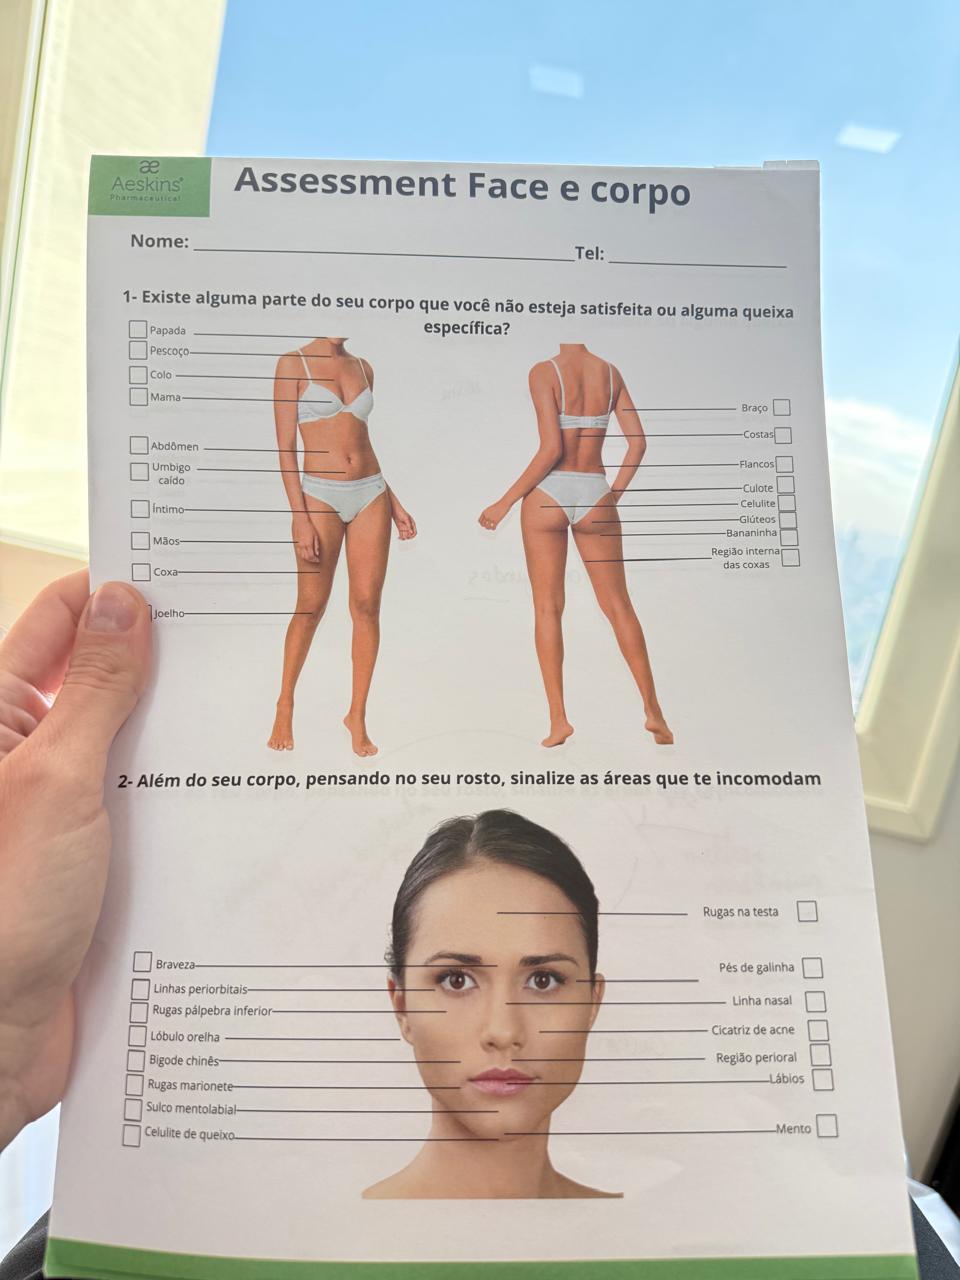 æ
Aeskins®
Pharmaceutical
Assessment Face e corpo
Nome: Tel:
1- Existe alguma parte do seu corpo que você não esteja satisfeita ou alguma queixa
específica?
Papada
Pescoço
Colo
Mama
Abdômen
Umbigo
caído
Íntimo
Mãos
Coxa
Joelho
Braço
Costas
Flancos
Culote
Celulite
Glúteos
Bananinha
Região interna
das coxas
2- Além do seu corpo, pensando no seu rosto, sinalize as áreas que te incomodam
Braveza
Linhas periorbitais
Rugas pálpebra inferior
Lóbulo orelha
Bigode chinês
Rugas marionete
Sulco mentolabial
Celulite de queixo
Rugas na testa
Pés de galinha
Linha nasal
Cicatriz de acne
Região perioral
Lábios
Mento